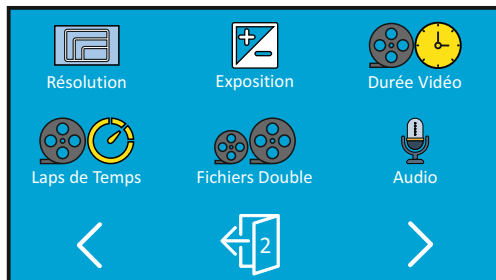 Résolution
Exposition
Durée Vidéo
Laps de Temps
Fichiers Double
Audio
2